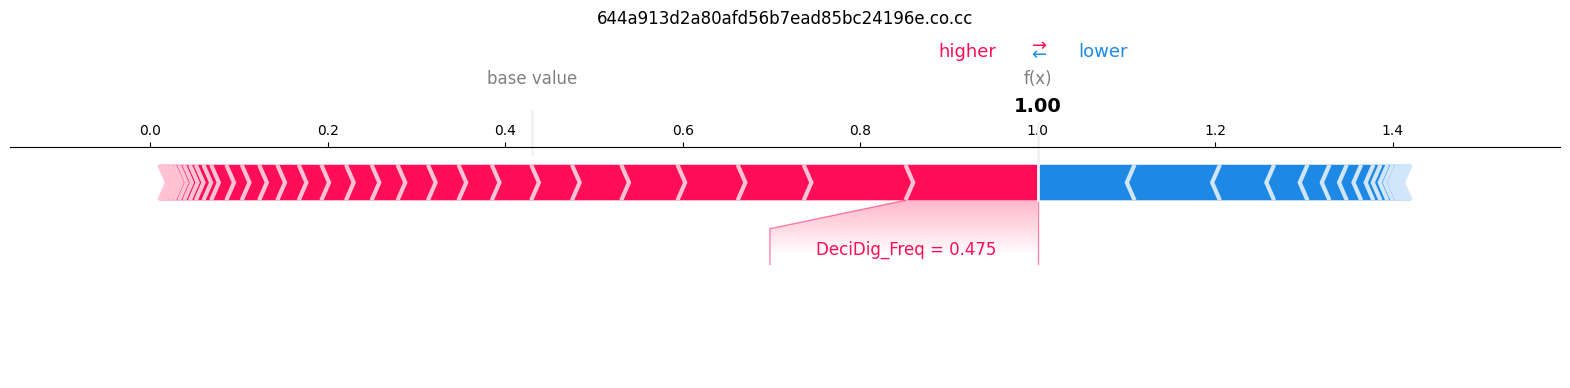 644a913d2a80afd56b7ead85bc24196e.co.cc
higher ⇄ lower
base value f(x)
1.00
0.0 0.2 0.4 0.6 0.8 1.0 1.2 1.4
DeciDig_Freq = 0.475